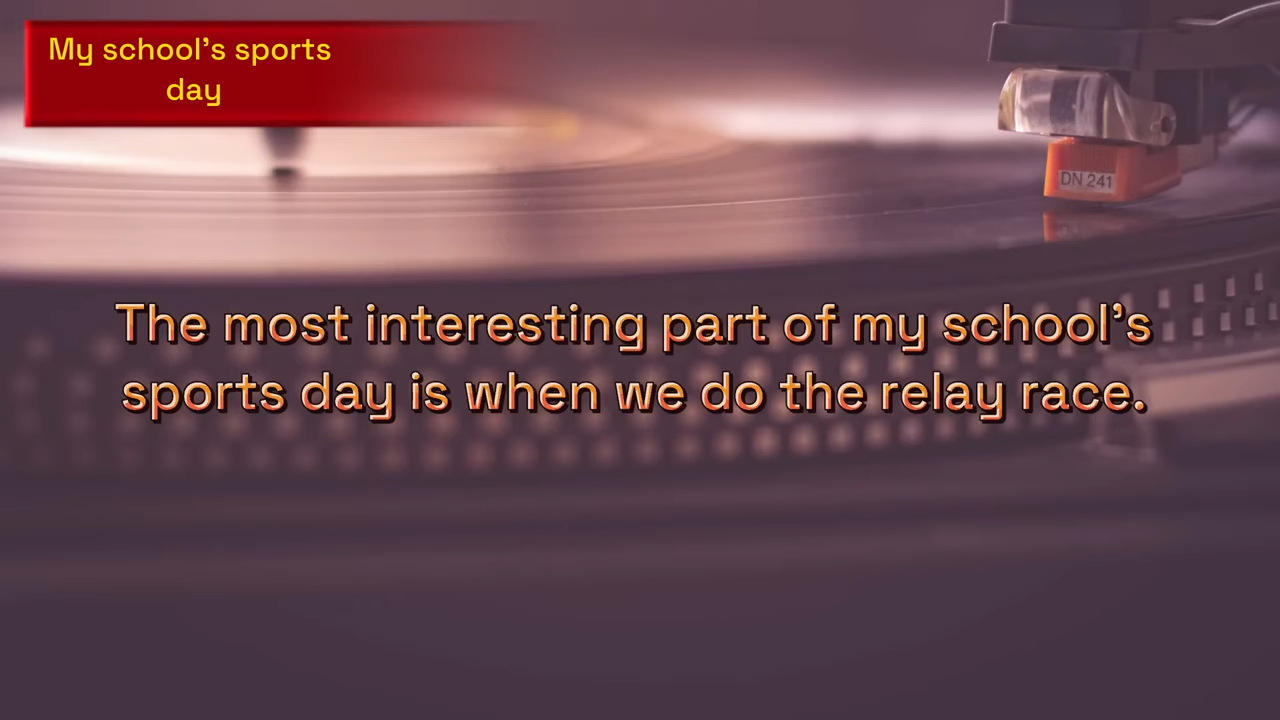 My school’s sports
day
DN 241
The most interesting part of my school’s
sports day is when we do the relay race.